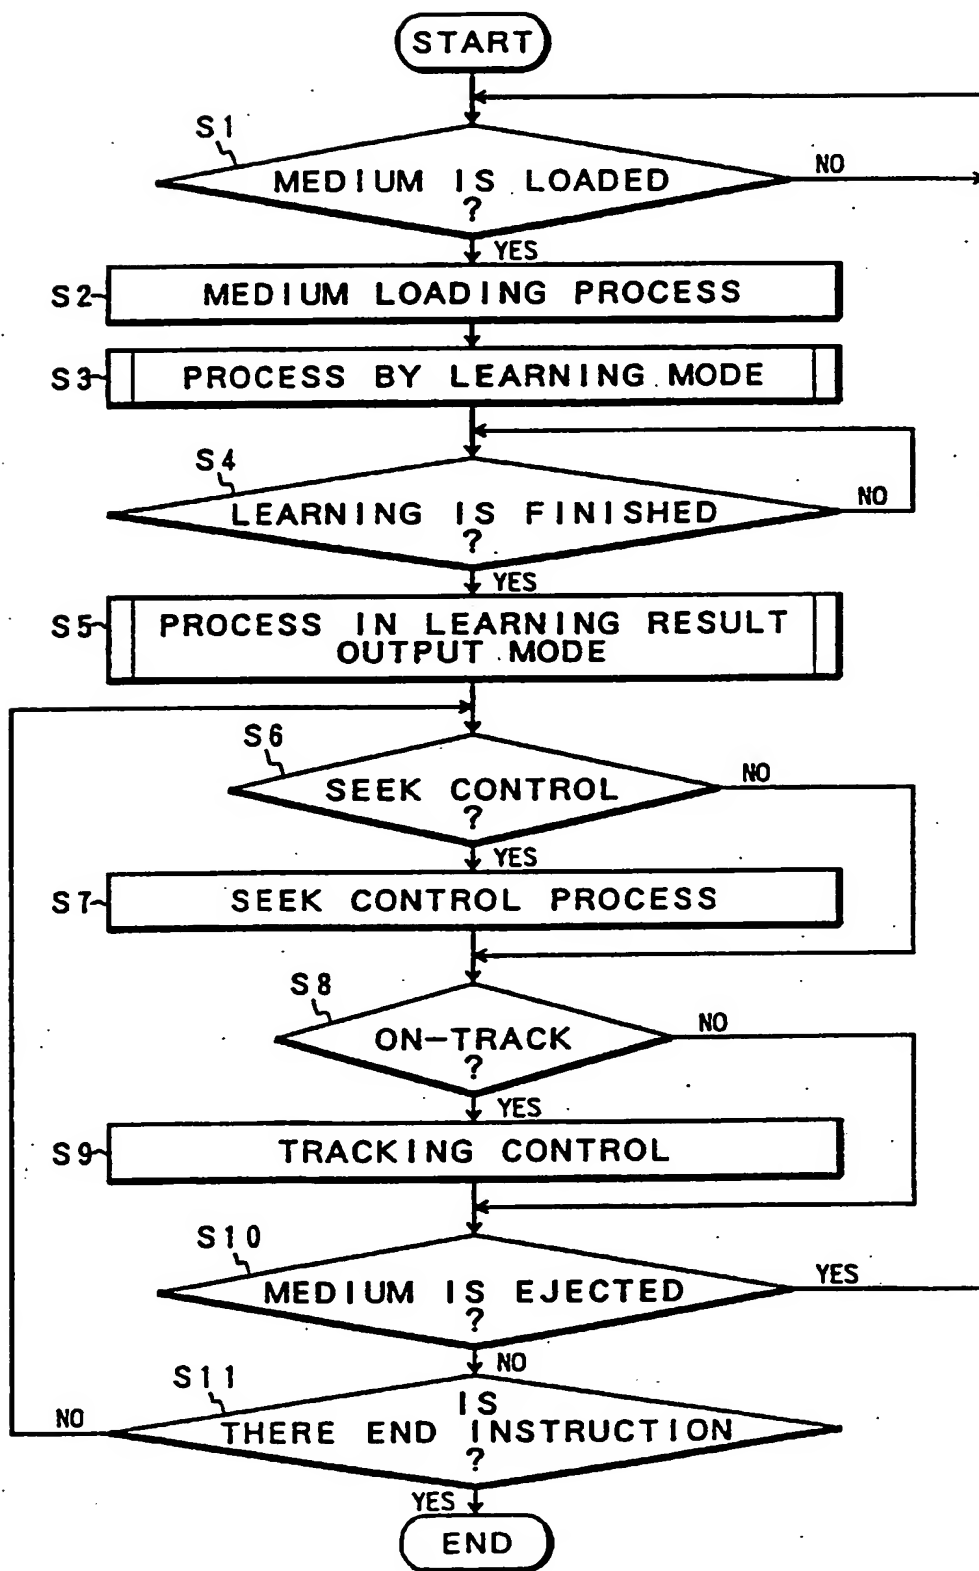 START
S1
MEDIUM IS LOADED
?
NO
YES
S2
MEDIUM LOADING PROCESS
S3
PROCESS BY LEARNING MODE
S4
LEARNING IS FINISHED
?
NO
YES
S5
PROCESS IN LEARNING RESULT
OUTPUT MODE
S6
SEEK CONTROL
?
NO
YES
S7
SEEK CONTROL PROCESS
S8
ON-TRACK
?
NO
YES
S9
TRACKING CONTROL
S10
MEDIUM IS EJECTED
?
YES
NO
S11
IS
THERE END INSTRUCTION
?
NO
YES
END